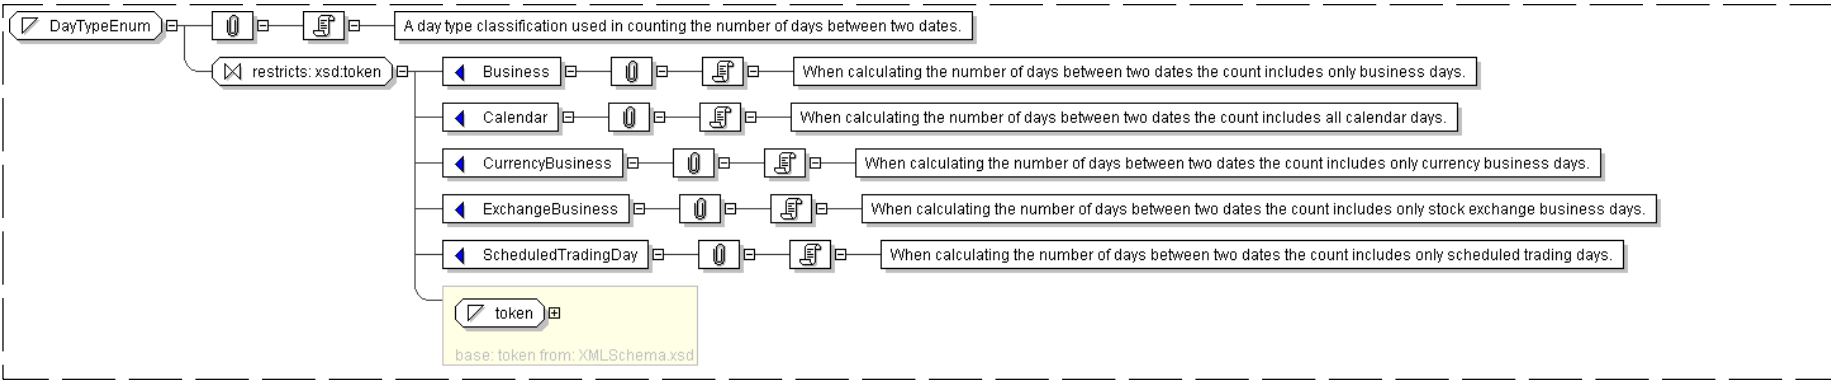 DayTypeEnum A day type classification used in counting the number of days between two dates.
restricts: xsd:token Business When calculating the number of days between two dates the count includes only business days.
Calendar When calculating the number of days between two dates the count includes all calendar days.
CurrencyBusiness When calculating the number of days between two dates the count includes only currency business days.
ExchangeBusiness When calculating the number of days between two dates the count includes only stock exchange business days.
ScheduledTradingDay When calculating the number of days between two dates the count includes only scheduled trading days.
token
base: token from: XMLSchema.xsd